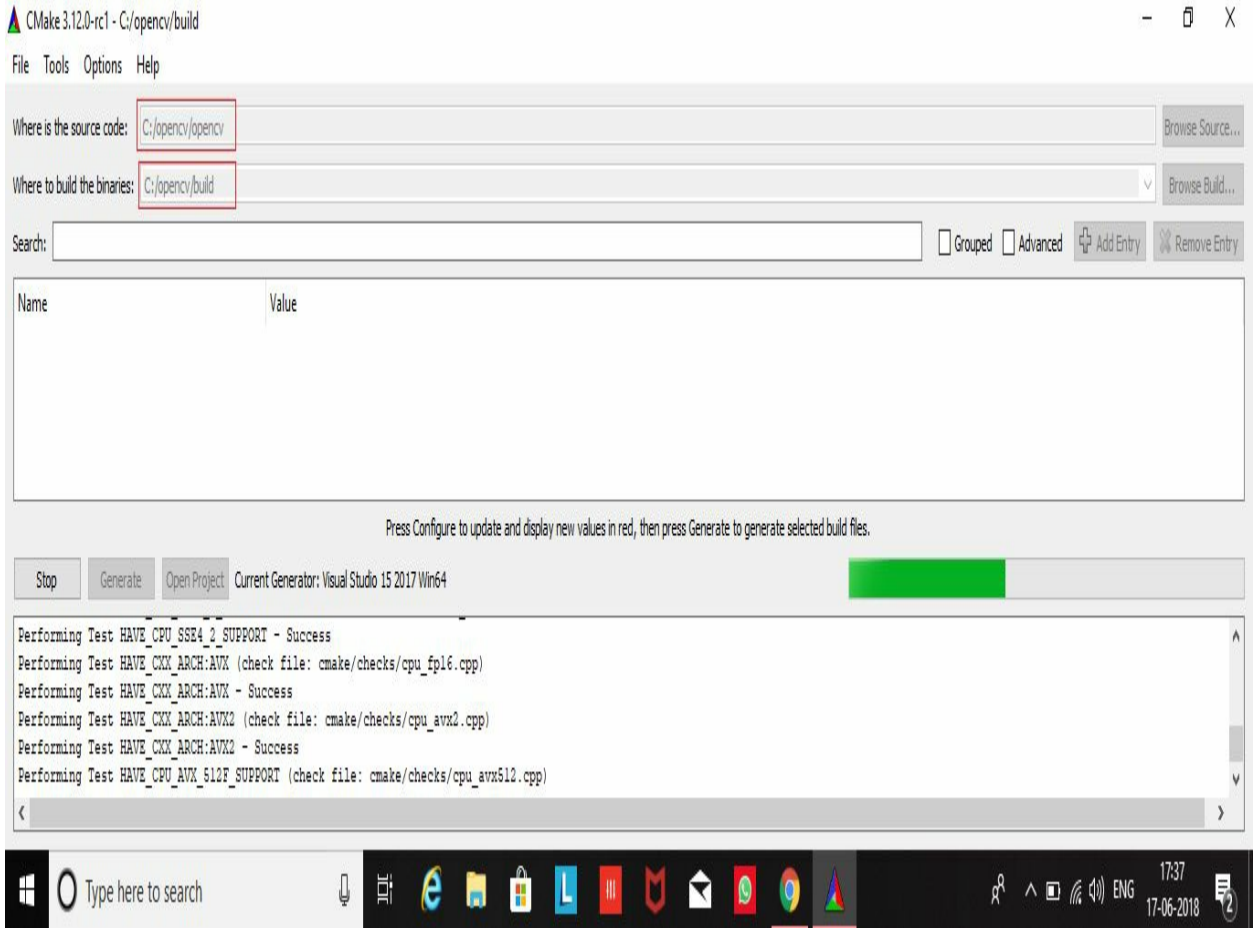 CMake 3.12.0-rc1 - C:/opencv/build
File Tools Options Help
Where is the source code: C:/opencv/opencv Browse Source...
Where to build the binaries: C:/opencv/build Browse Build...
Search: Grouped Advanced Add Entry Remove Entry
Name Value
Press Configure to update and display new values in red, then press Generate to generate selected build files.
Stop Generate Open Project Current Generator: Visual Studio 15 2017 Win64
Performing Test HAVE_CPU_SSE4_2_SUPPORT - Success
Performing Test HAVE_CXX_ARCH:AVX (check file: cmake/checks/cpu_fp16.cpp)
Performing Test HAVE_CXX_ARCH:AVX - Success
Performing Test HAVE_CXX_ARCH:AVX2 (check file: cmake/checks/cpu_avx2.cpp)
Performing Test HAVE_CXX_ARCH:AVX2 - Success
Performing Test HAVE_CPU_AVX_512F_SUPPORT (check file: cmake/checks/cpu_avx512.cpp)
Type here to search L ENG 17:37
17-06-2018 2